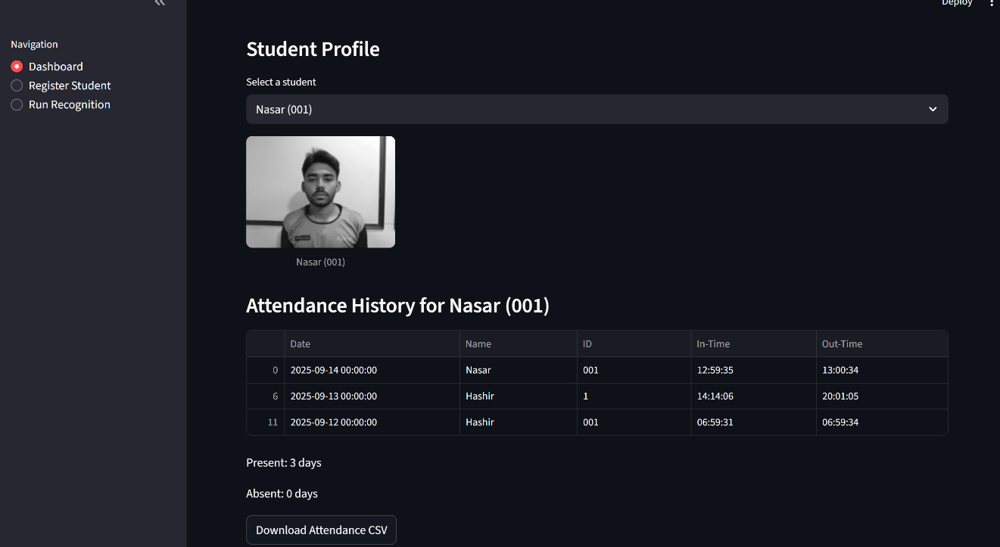 Deploy
Navigation
Dashboard
Register Student
Run Recognition
Student Profile
Select a student
Nasar (001)
Nasar (001)
Attendance History for Nasar (001)
Date Name ID In-Time Out-Time
0 2025-09-14 00:00:00 Nasar 001 12:59:35 13:00:34
6 2025-09-13 00:00:00 Hashir 1 14:14:06 20:01:05
11 2025-09-12 00:00:00 Hashir 001 06:59:31 06:59:34
Present: 3 days
Absent: 0 days
Download Attendance CSV